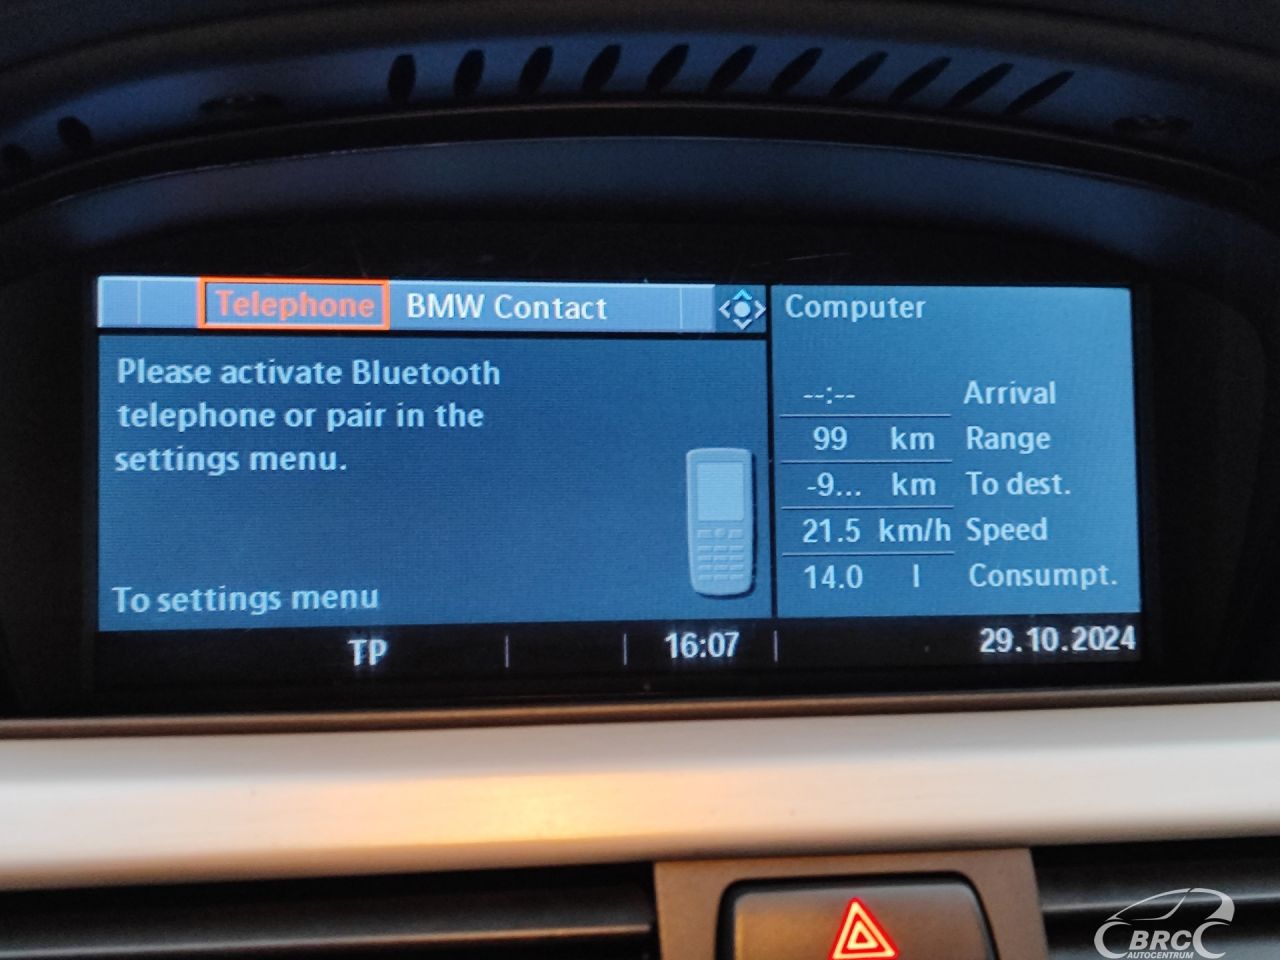 Telephone BMW Contact
Please activate Bluetooth
telephone or pair in the
settings menu.
To settings menu
Computer
--:-- Arrival
99 km Range
-9... km To dest.
21.5 km/h Speed
14.0 l Consumpt.
TP 16:07 29.10.2024
BRC
AUTOCENTRUM